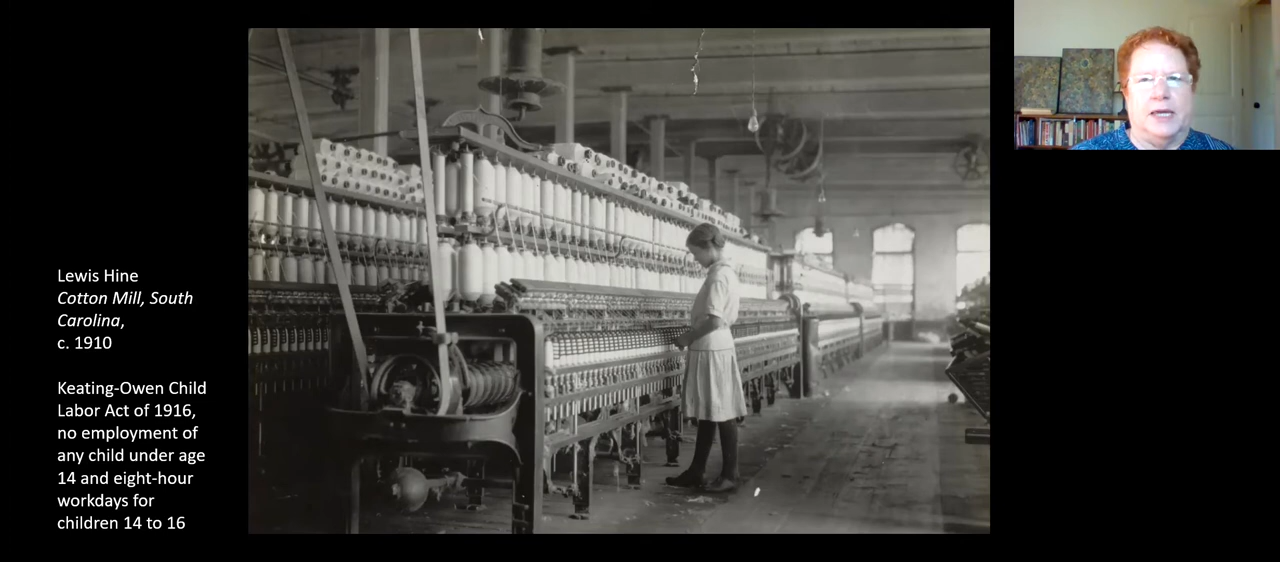 Lewis Hine
Cotton Mill, South
Carolina,
c. 1910
Keating-Owen Child
Labor Act of 1916,
no employment of
any child under age
14 and eight-hour
workdays for
children 14 to 16